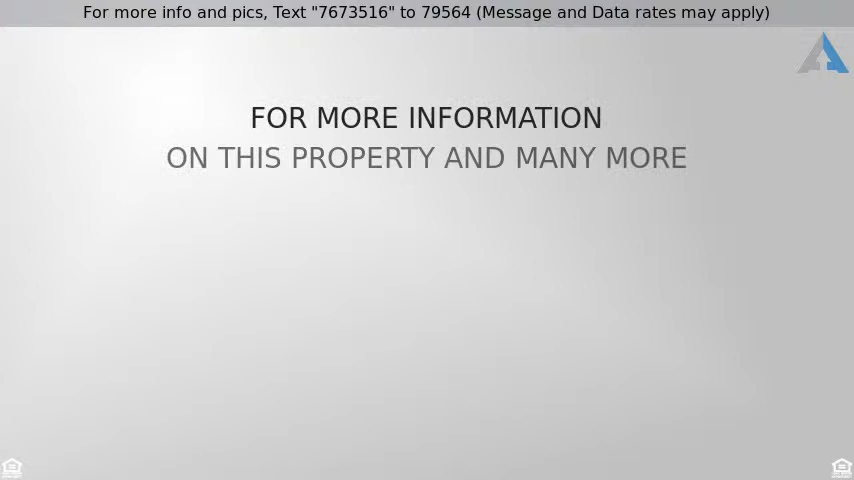 For more info and pics, Text "7673516" to 79564 (Message and Data rates may apply)
FOR MORE INFORMATION
ON THIS PROPERTY AND MANY MORE